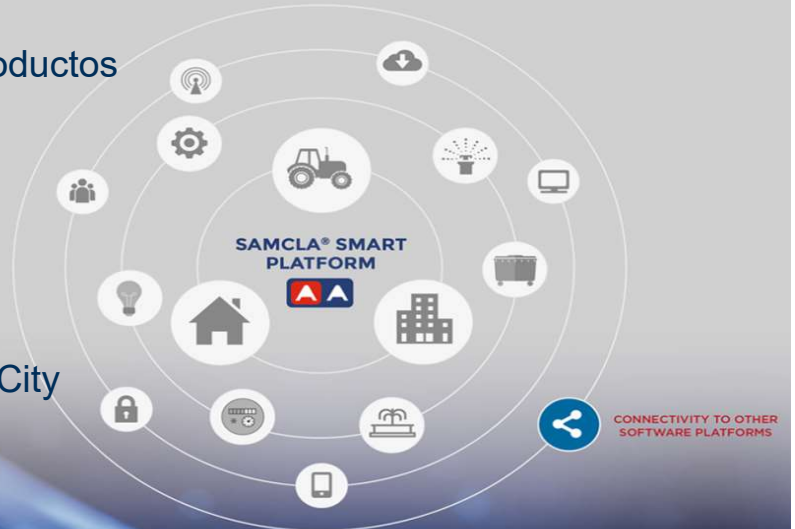 oductos
SAMCLA® SMART
PLATFORM
City
CONNECTIVITY TO OTHER
SOFTWARE PLATFORMS